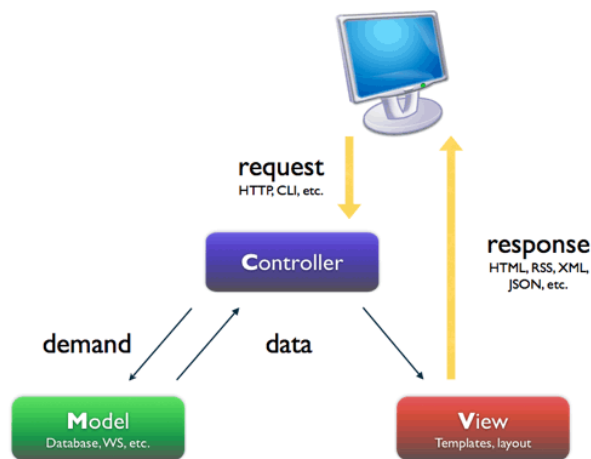 request
HTTP, CLI, etc.
response
HTML, RSS, XML,
JSON, etc.
Controller
demand
data
Model
Database, WS, etc.
View
Templates, layout